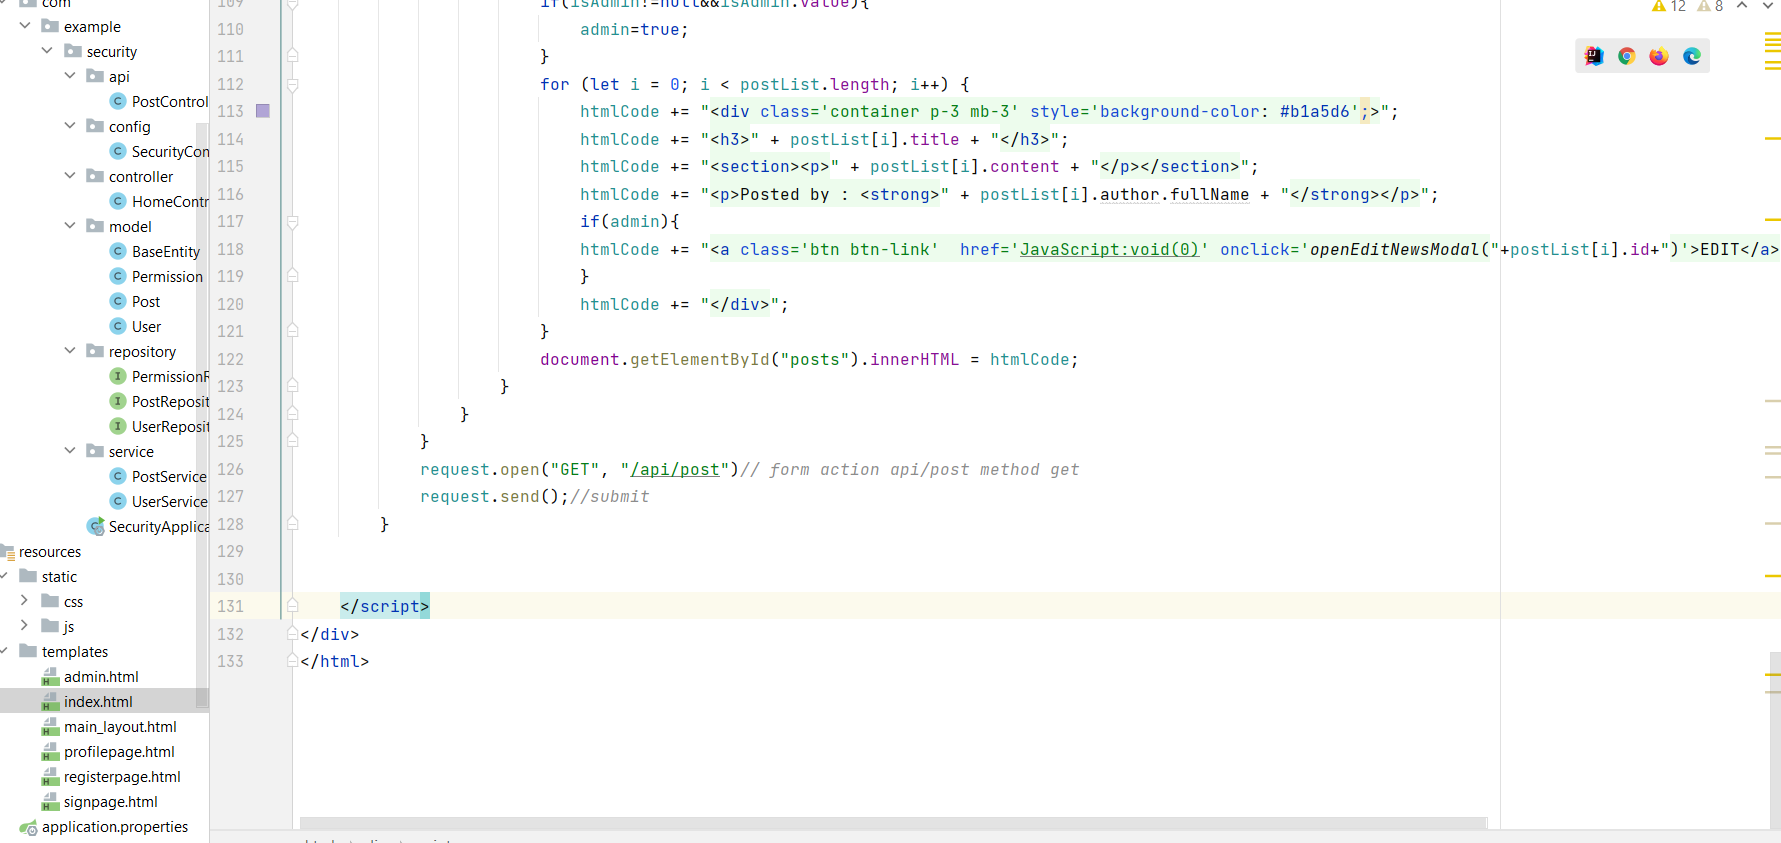 com
example
security
api
PostControl
config
SecurityCon
controller
HomeContr
model
BaseEntity
Permission
Post
User
repository
PermissionR
PostReposit
UserReposit
service
PostService
UserService
SecurityApplica
resources
static
css
js
templates
admin.html
index.html
main_layout.html
profilepage.html
registerpage.html
signpage.html
application.properties
12 8
109 if(isAdmin!=null&&isAdmin.value){
110 admin=true;
111 }
112 for (let i = 0; i < postList.length; i++) {
113 htmlCode += "<div class='container p-3 mb-3' style='background-color: #b1a5d6';>";
114 htmlCode += "<h3>" + postList[i].title + "</h3>";
115 htmlCode += "<section><p>" + postList[i].content + "</p></section>";
116 htmlCode += "<p>Posted by : <strong>" + postList[i].author.fullName + "</strong></p>";
117 if(admin){
118 htmlCode += "<a class='btn btn-link'  href='JavaScript:void(0)' onclick='openEditNewsModal("+postList[i].id+")'>EDIT</a>
119 }
120 htmlCode += "</div>";
121 }
122 document.getElementById("posts").innerHTML = htmlCode;
123 }
124 }
125 }
126 request.open("GET", "/api/post")// form action api/post method get
127 request.send();//submit
128 }
129
130
131 </script>
132 </div>
133 </html>